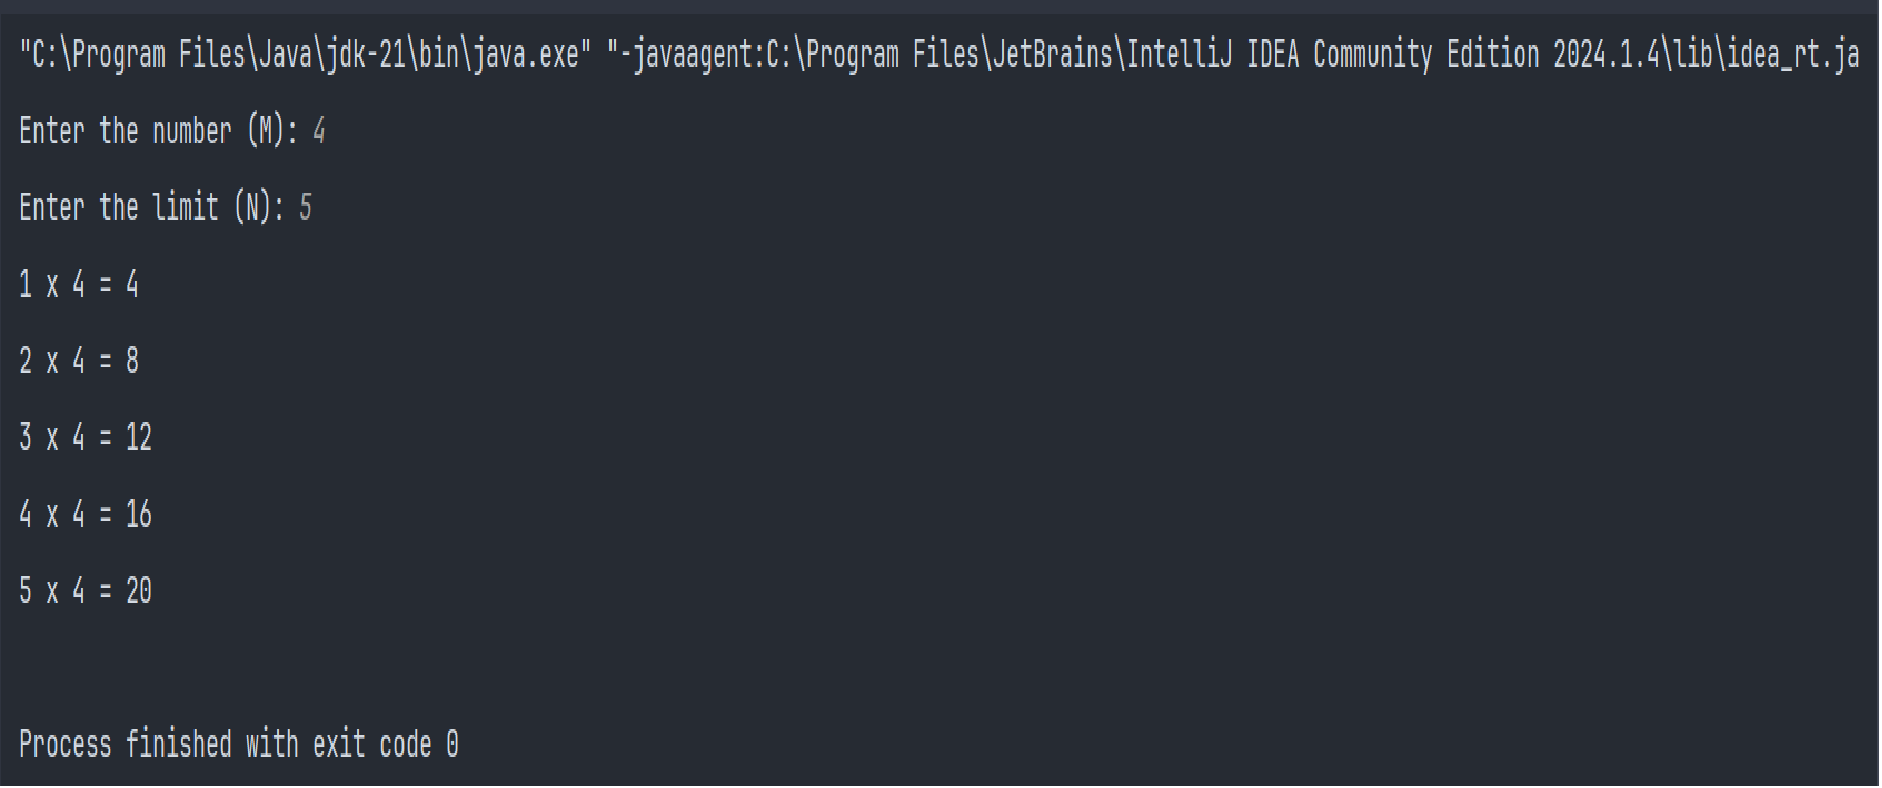 "C:\Program Files\Java\jdk-21\bin\java.exe" "-javaagent:C:\Program Files\JetBrains\IntelliJ IDEA Community Edition 2024.1.4\lib\idea_rt.ja
Enter the number (M): 4
Enter the limit (N): 5
1 x 4 = 4
2 x 4 = 8
3 x 4 = 12
4 x 4 = 16
5 x 4 = 20
Process finished with exit code 0